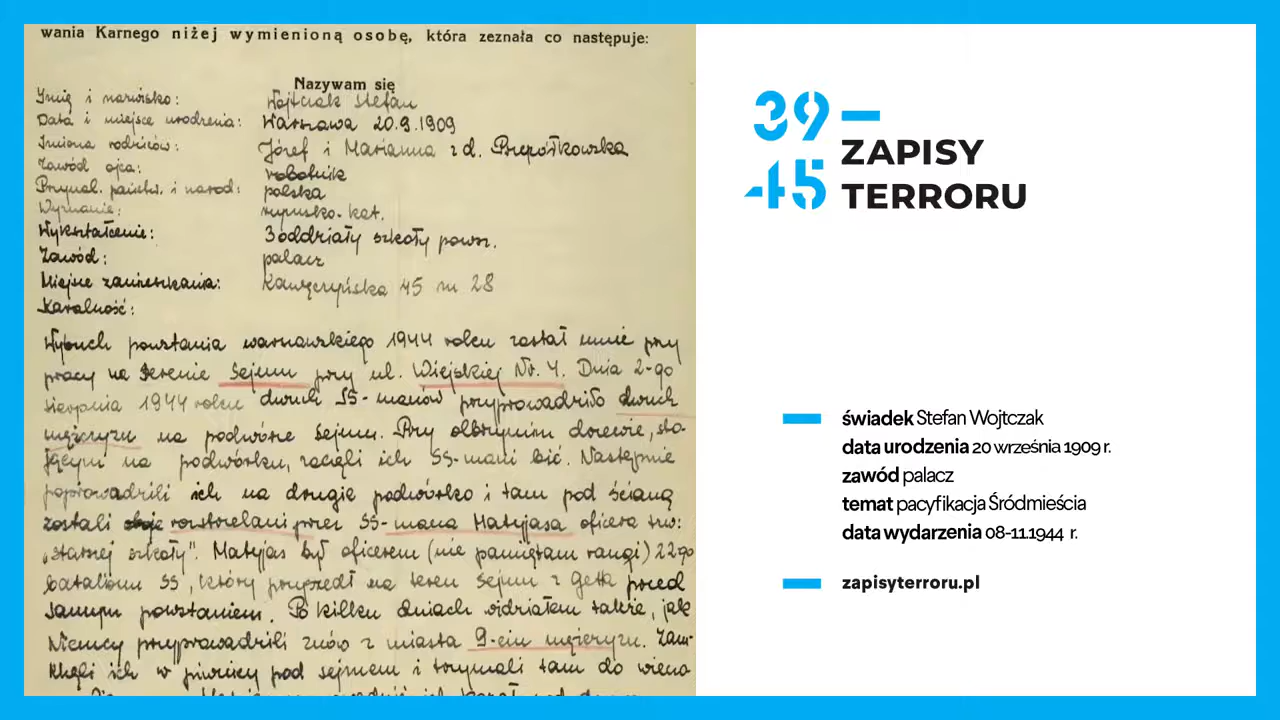 wania Karnego niżej wymienioną osobę, która zeznała co następuje:
Nazywam się
Imię i nazwisko: Wojtczak Stefan
Data i miejsce urodzenia: Warszawa 20.9.1909
Imiona rodziców: Józef i Marianna z d. Przepiółkowska
Zawód ojca: robotnik
Przynal. państw. i narod: polska
Wyznanie: rzymsko-kat.
Wykształcenie: 3 oddziały szkoły powsz.
Zawód: palacz
Miejsce zamieszkania: Kawęczyńska 45 m 28
Karalność:
Wybuch powstania warszawskiego 1944 roku zastał mnie przy
pracy na terenie Sejmu przy ul. Wiejskiej Nr. 4. Dnia 2-go
sierpnia 1944 roku dwuch SS-manów przyprowadziło dwuch
mężczyzn na podwórze Sejmu. Przy olbrzymim drzewie, sto-
jącym na podwórku, zaczęli ich SS-mani bić. Następnie
poprowadzili ich na drugie podwórko i tam pod ścianą
zostali rozstrzelani przez SS-mana Matyjasa oficera tzw:
„starszej szkoły". Matyjas był oficerem (nie pamiętam rangi) 22go
batalionu SS, który przyszedł na teren Sejmu z Getta przed
samym powstaniem. Po kilku dniach widziałem także, jak
Niemcy przyprowadzili znów z miasta 9-ciu mężczyzn. Zam-
knęli ich w piwnicy pod sejmem i trzymali tam do wieczo
39–45
ZAPISY
TERRORU
świadek Stefan Wojtczak
data urodzenia 20 września 1909 r.
zawód palacz
temat pacyfikacja Śródmieścia
data wydarzenia 08-11.1944 r.
zapisyterroru.pl